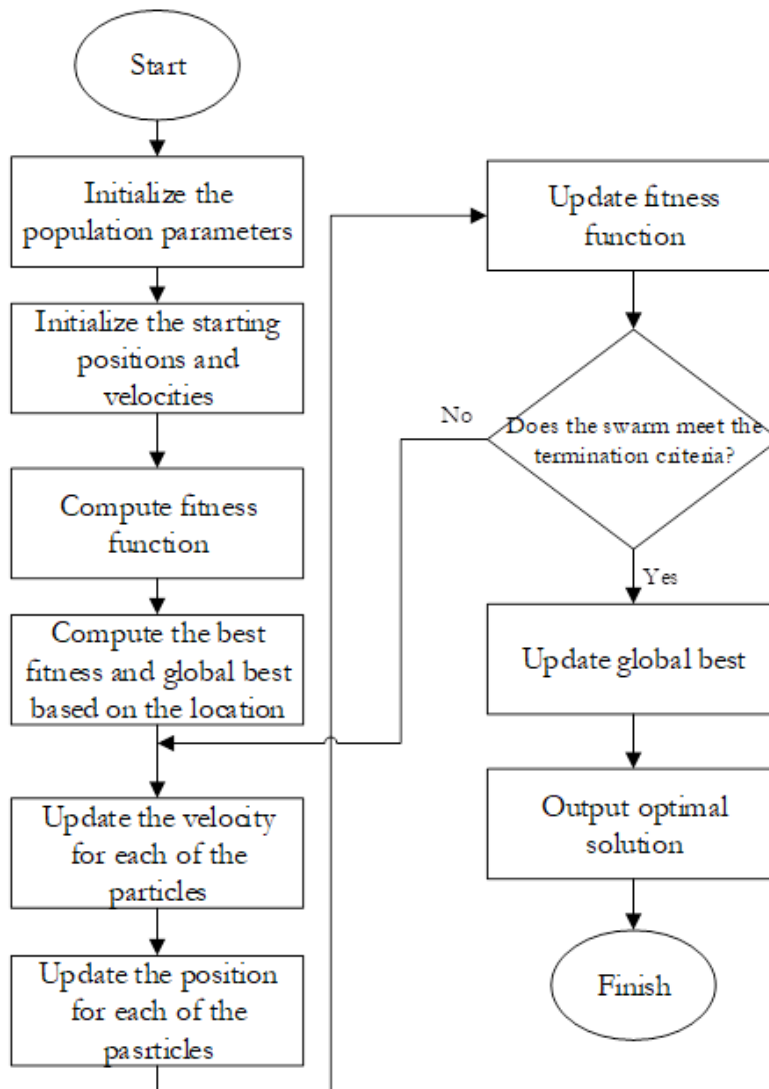 Start
Initialize the
population parameters
Initialize the starting
positions and
velocities
Compute fitness
function
Compute the best
fitness and global best
based on the location
Update the velocity
for each of the
particles
Update the position
for each of the
pasrticles
Update fitness
function
Does the swarm meet the
termination criteria?
No
Yes
Update global best
Output optimal
solution
Finish